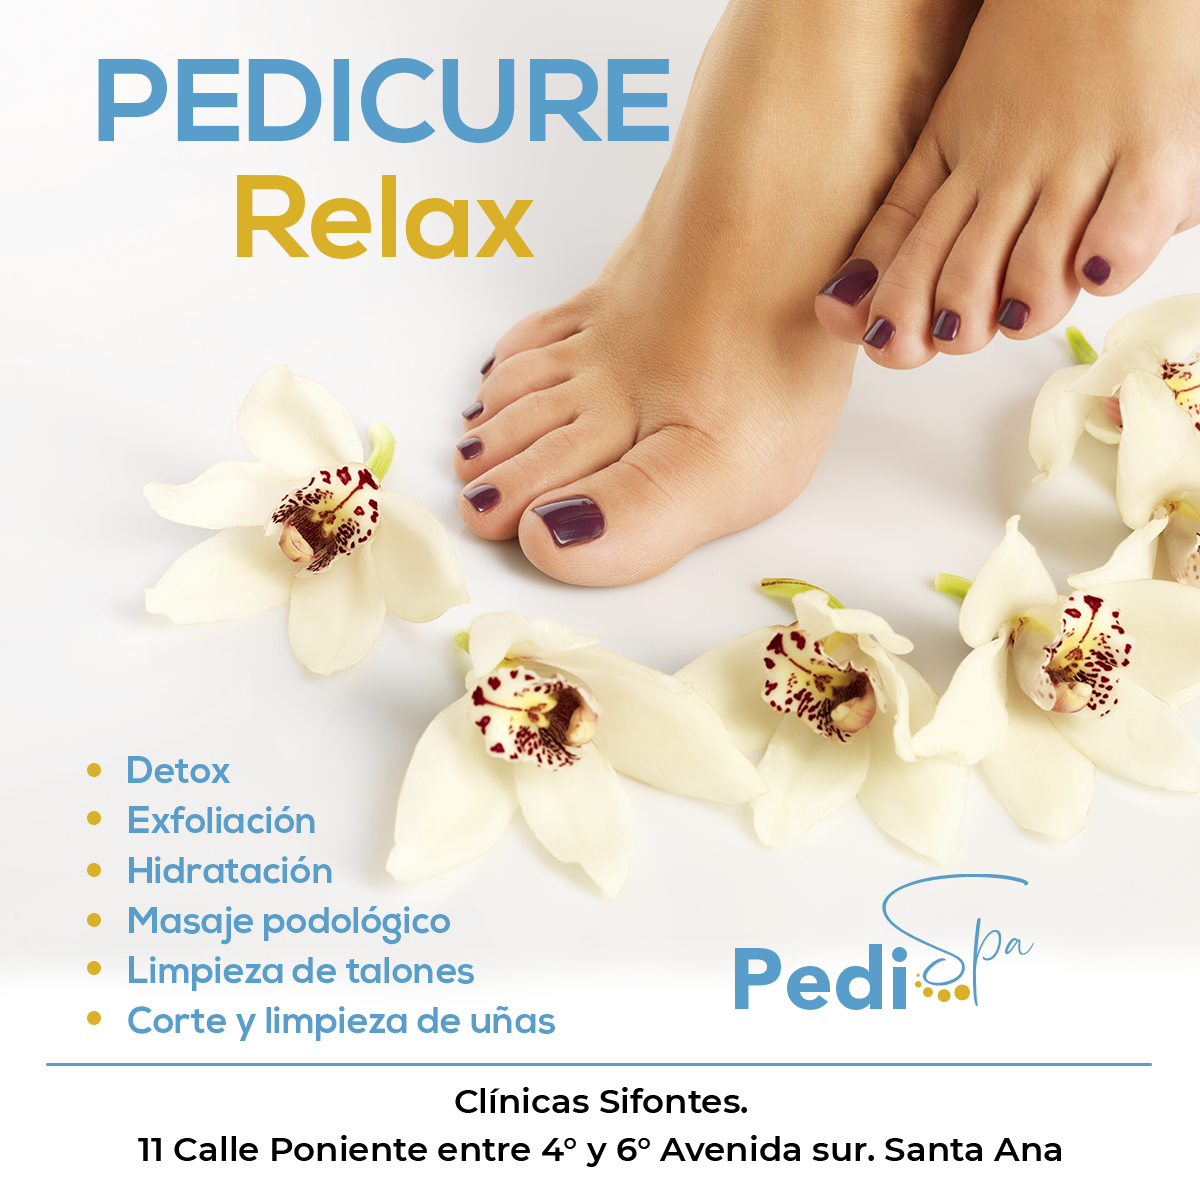 PEDICURE
Relax
• Detox
• Exfoliación
• Hidratación
• Masaje podológico
• Limpieza de talones
• Corte y limpieza de uñas
Pedi Spa
Clínicas Sifontes.
11 Calle Poniente entre 4° y 6° Avenida sur. Santa Ana